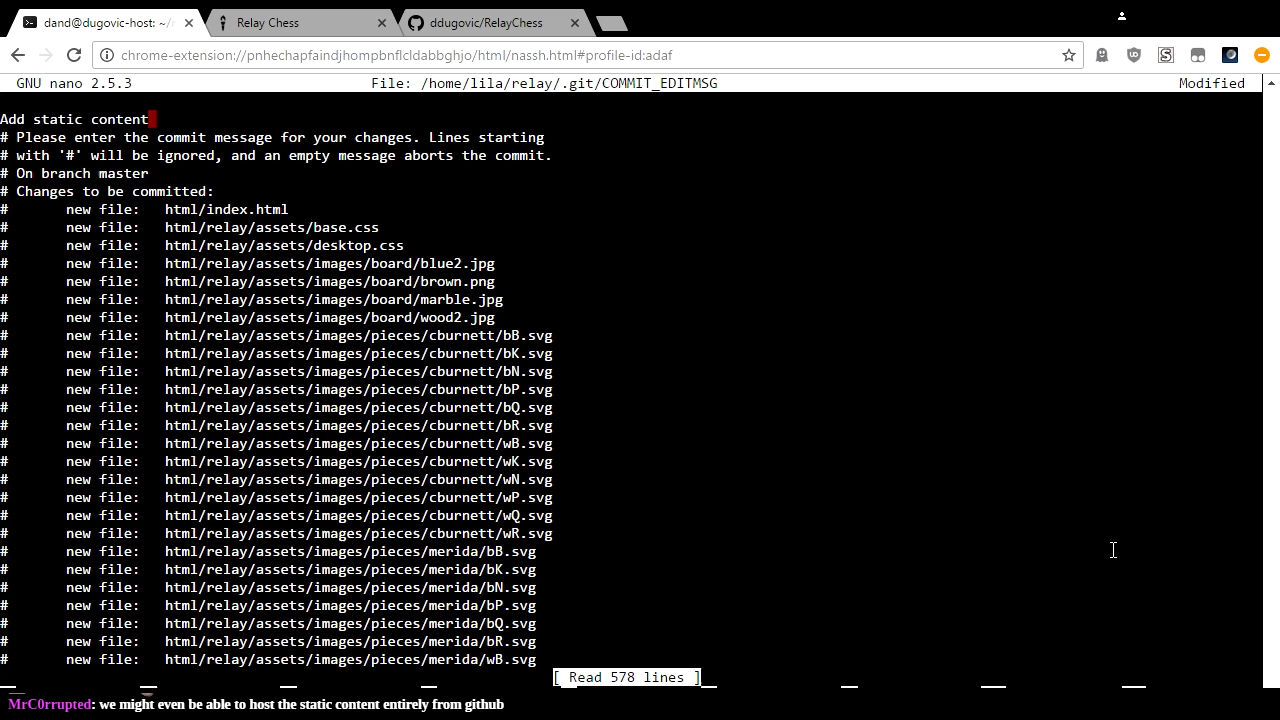 dand@dugovic-host: ~/r
Relay Chess
ddugovic/RelayChess
chrome-extension://pnhechapfaindjhompbnflcldabbghjo/html/nassh.html#profile-id:adaf
GNU nano 2.5.3 File: /home/lila/relay/.git/COMMIT_EDITMSG Modified
Add static content
# Please enter the commit message for your changes. Lines starting
# with '#' will be ignored, and an empty message aborts the commit.
# On branch master
# Changes to be committed:
# new file: html/index.html
# new file: html/relay/assets/base.css
# new file: html/relay/assets/desktop.css
# new file: html/relay/assets/images/board/blue2.jpg
# new file: html/relay/assets/images/board/brown.png
# new file: html/relay/assets/images/board/marble.jpg
# new file: html/relay/assets/images/board/wood2.jpg
# new file: html/relay/assets/images/pieces/cburnett/bB.svg
# new file: html/relay/assets/images/pieces/cburnett/bK.svg
# new file: html/relay/assets/images/pieces/cburnett/bN.svg
# new file: html/relay/assets/images/pieces/cburnett/bP.svg
# new file: html/relay/assets/images/pieces/cburnett/bQ.svg
# new file: html/relay/assets/images/pieces/cburnett/bR.svg
# new file: html/relay/assets/images/pieces/cburnett/wB.svg
# new file: html/relay/assets/images/pieces/cburnett/wK.svg
# new file: html/relay/assets/images/pieces/cburnett/wN.svg
# new file: html/relay/assets/images/pieces/cburnett/wP.svg
# new file: html/relay/assets/images/pieces/cburnett/wQ.svg
# new file: html/relay/assets/images/pieces/cburnett/wR.svg
# new file: html/relay/assets/images/pieces/merida/bB.svg
# new file: html/relay/assets/images/pieces/merida/bK.svg
# new file: html/relay/assets/images/pieces/merida/bN.svg
# new file: html/relay/assets/images/pieces/merida/bP.svg
# new file: html/relay/assets/images/pieces/merida/bQ.svg
# new file: html/relay/assets/images/pieces/merida/bR.svg
# new file: html/relay/assets/images/pieces/merida/wB.svg
[ Read 578 lines ]
MrC0rrupted: we might even be able to host the static content entirely from github